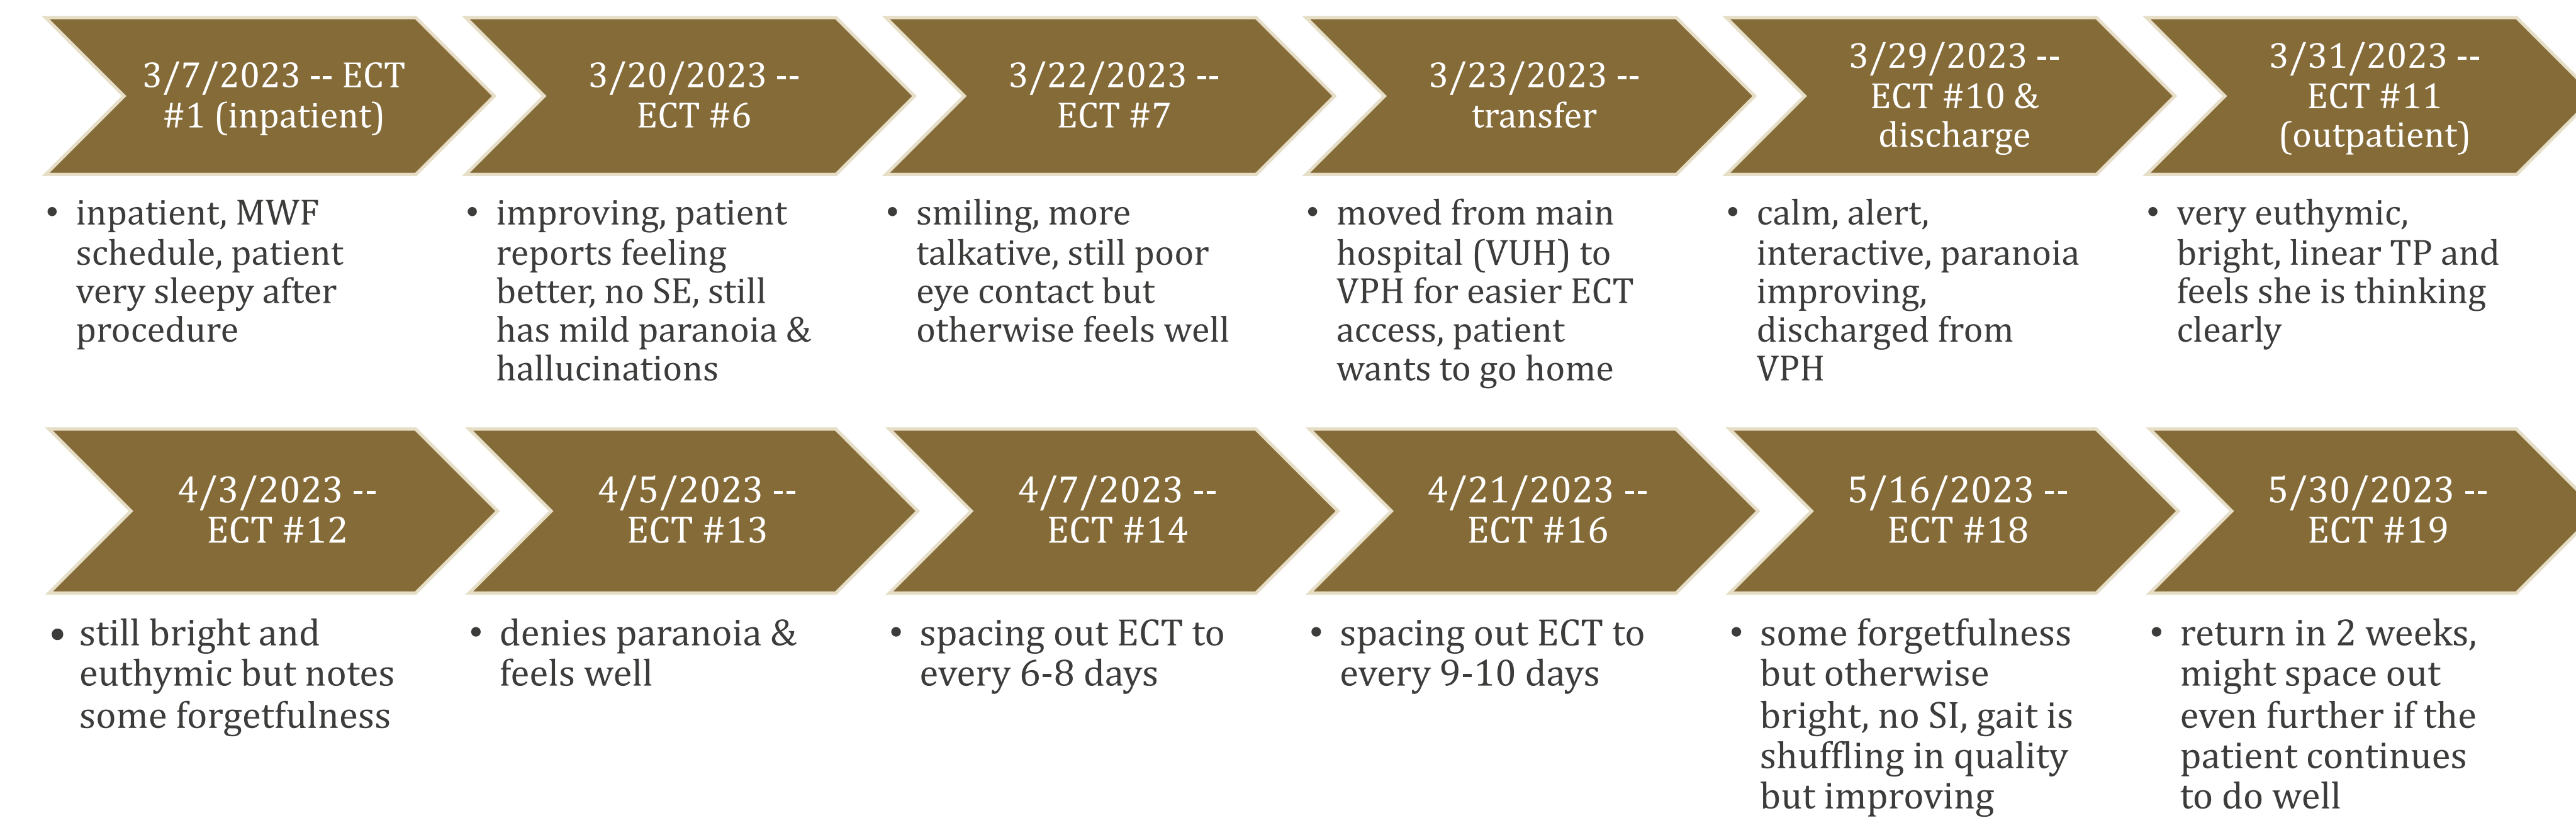 3/7/2023 -- ECT
#1 (inpatient)
• inpatient, MWF
schedule, patient
very sleepy after
procedure
3/20/2023 --
ECT #6
• improving, patient
reports feeling
better, no SE, still
has mild paranoia &
hallucinations
3/22/2023 --
ECT #7
• smiling, more
talkative, still poor
eye contact but
otherwise feels well
3/23/2023 --
transfer
• moved from main
hospital (VUH) to
VPH for easier ECT
access, patient
wants to go home
3/29/2023 --
ECT #10 &
discharge
• calm, alert,
interactive, paranoia
improving,
discharged from
VPH
3/31/2023 --
ECT #11
(outpatient)
• very euthymic,
bright, linear TP and
feels she is thinking
clearly
4/3/2023 --
ECT #12
• still bright and
euthymic but notes
some forgetfulness
4/5/2023 --
ECT #13
• denies paranoia &
feels well
4/7/2023 --
ECT #14
• spacing out ECT to
every 6-8 days
4/21/2023 --
ECT #16
• spacing out ECT to
every 9-10 days
5/16/2023 --
ECT #18
• some forgetfulness
but otherwise
bright, no SI, gait is
shuffling in quality
but improving
5/30/2023 --
ECT #19
• return in 2 weeks,
might space out
even further if the
patient continues
to do well